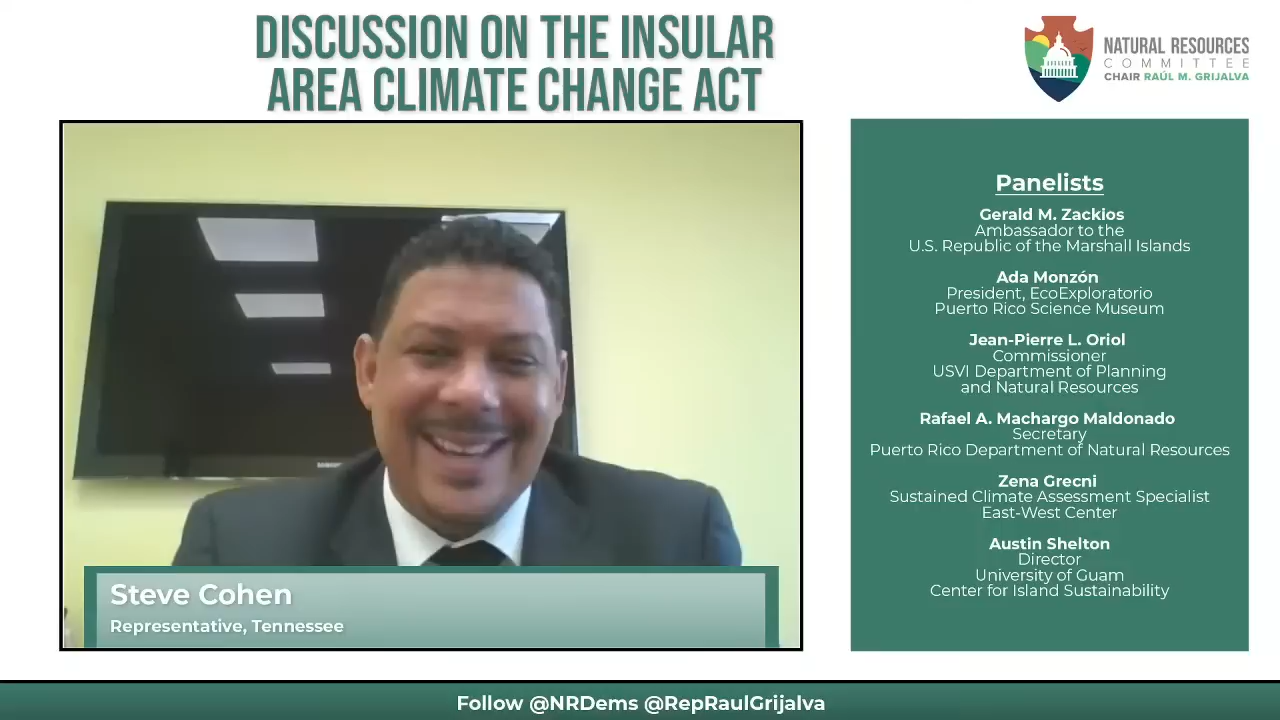 DISCUSSION ON THE INSULAR
AREA CLIMATE CHANGE ACT
NATURAL RESOURCES
COMMITTEE
CHAIR RAÚL M. GRIJALVA
Steve Cohen
Representative, Tennessee
Panelists
Gerald M. Zackios
Ambassador to the
U.S. Republic of the Marshall Islands
Ada Monzón
President, EcoExploratorio
Puerto Rico Science Museum
Jean-Pierre L. Oriol
Commissioner
USVI Department of Planning
and Natural Resources
Rafael A. Machargo Maldonado
Secretary
Puerto Rico Department of Natural Resources
Zena Grecni
Sustained Climate Assessment Specialist
East-West Center
Austin Shelton
Director
University of Guam
Center for Island Sustainability
Follow @NRDems @RepRaulGrijalva